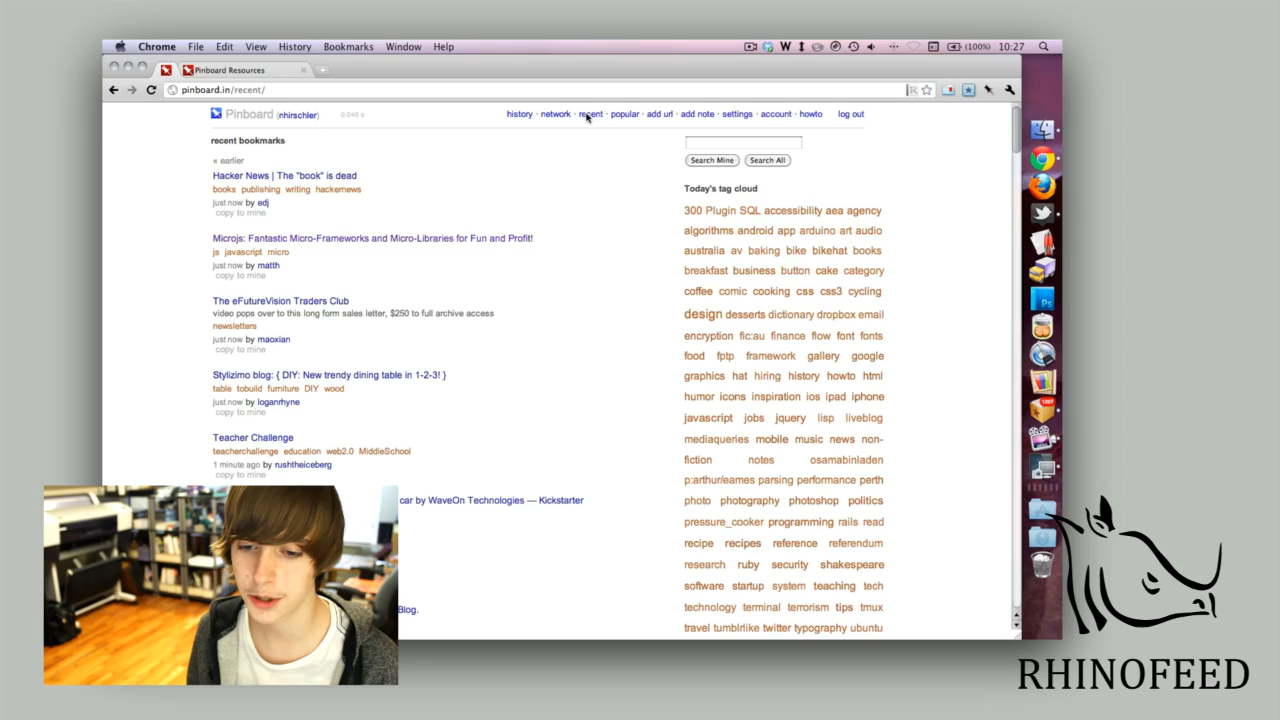 Chrome File Edit View History Bookmarks Window Help W (100%) 10:27
Pinboard Resources
pinboard.in/recent/
Pinboard (nhirschler) 0.045 s history · network · recent · popular · add url · add note · settings · account · howto log out
recent bookmarks
« earlier
Hacker News | The "book" is dead
books publishing writing hackernews
just now by edj
copy to mine
Microjs: Fantastic Micro-Frameworks and Micro-Libraries for Fun and Profit!
js javascript micro
just now by matth
copy to mine
The eFutureVision Traders Club
video pops over to this long form sales letter, $250 to full archive access
newsletters
just now by maoxian
copy to mine
Stylizimo blog: { DIY: New trendy dining table in 1-2-3! }
table tobuild furniture DIY wood
just now by loganrhyne
copy to mine
Teacher Challenge
teacherchallenge education web2.0 MiddleSchool
1 minute ago by rushtheiceberg
copy to mine
car by WaveOn Technologies — Kickstarter
Blog.
Search Mine Search All
Today's tag cloud
300 Plugin SQL accessibility aea agency
algorithms android app arduino art audio
australia av baking bike bikehat books
breakfast business button cake category
coffee comic cooking css css3 cycling
design desserts dictionary dropbox email
encryption fic:au finance flow font fonts
food fptp framework gallery google
graphics hat hiring history howto html
humor icons inspiration ios ipad iphone
javascript jobs jquery lisp liveblog
mediaqueries mobile music news non-
fiction notes osamabinladen
p:arthur/eames parsing performance perth
photo photography photoshop politics
pressure_cooker programming rails read
recipe recipes reference referendum
research ruby security shakespeare
software startup system teaching tech
technology terminal terrorism tips tmux
travel tumblrlike twitter typography ubuntu
Ps
RHINOFEED